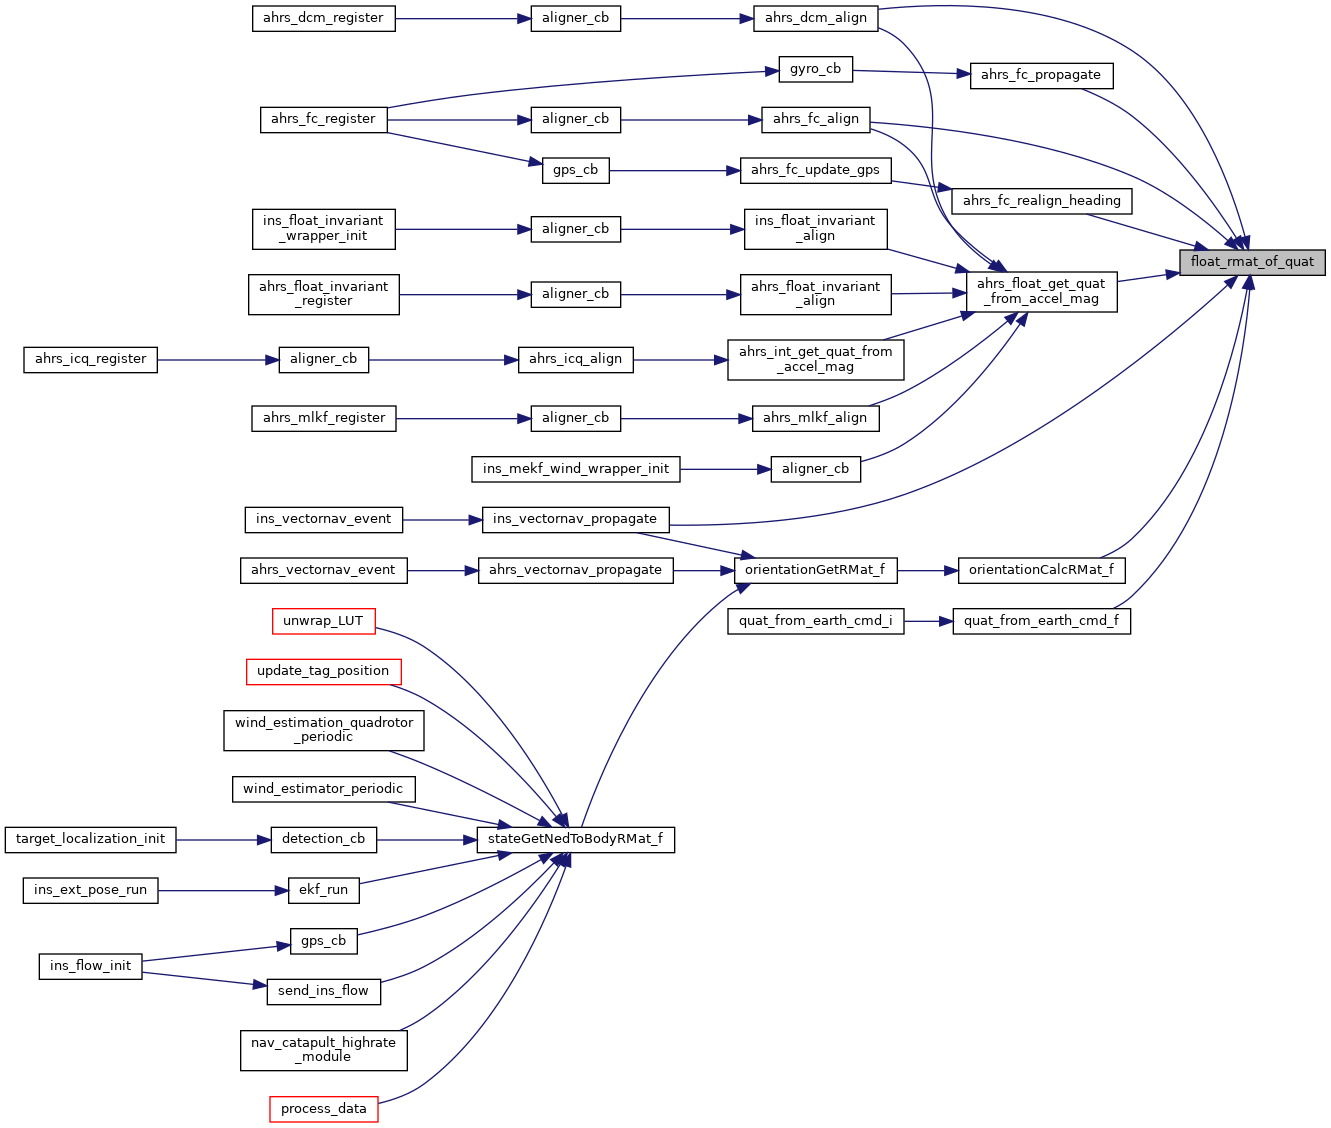 ahrs_dcm_register
aligner_cb
ahrs_dcm_align
gyro_cb
ahrs_fc_propagate
ahrs_fc_register
aligner_cb
ahrs_fc_align
gps_cb
ahrs_fc_update_gps
ahrs_fc_realign_heading
ins_float_invariant
_wrapper_init
aligner_cb
ins_float_invariant
_align
float_rmat_of_quat
ahrs_float_invariant
_register
aligner_cb
ahrs_float_invariant
_align
ahrs_float_get_quat
_from_accel_mag
ahrs_icq_register
aligner_cb
ahrs_icq_align
ahrs_int_get_quat_from
_accel_mag
ahrs_mlkf_register
aligner_cb
ahrs_mlkf_align
ins_mekf_wind_wrapper_init
aligner_cb
ins_vectornav_event
ins_vectornav_propagate
ahrs_vectornav_event
ahrs_vectornav_propagate
orientationGetRMat_f
orientationCalcRMat_f
unwrap_LUT
quat_from_earth_cmd_i
quat_from_earth_cmd_f
update_tag_position
wind_estimation_quadrotor
_periodic
wind_estimator_periodic
target_localization_init
detection_cb
stateGetNedToBodyRMat_f
ins_ext_pose_run
ekf_run
gps_cb
ins_flow_init
send_ins_flow
nav_catapult_highrate
_module
process_data